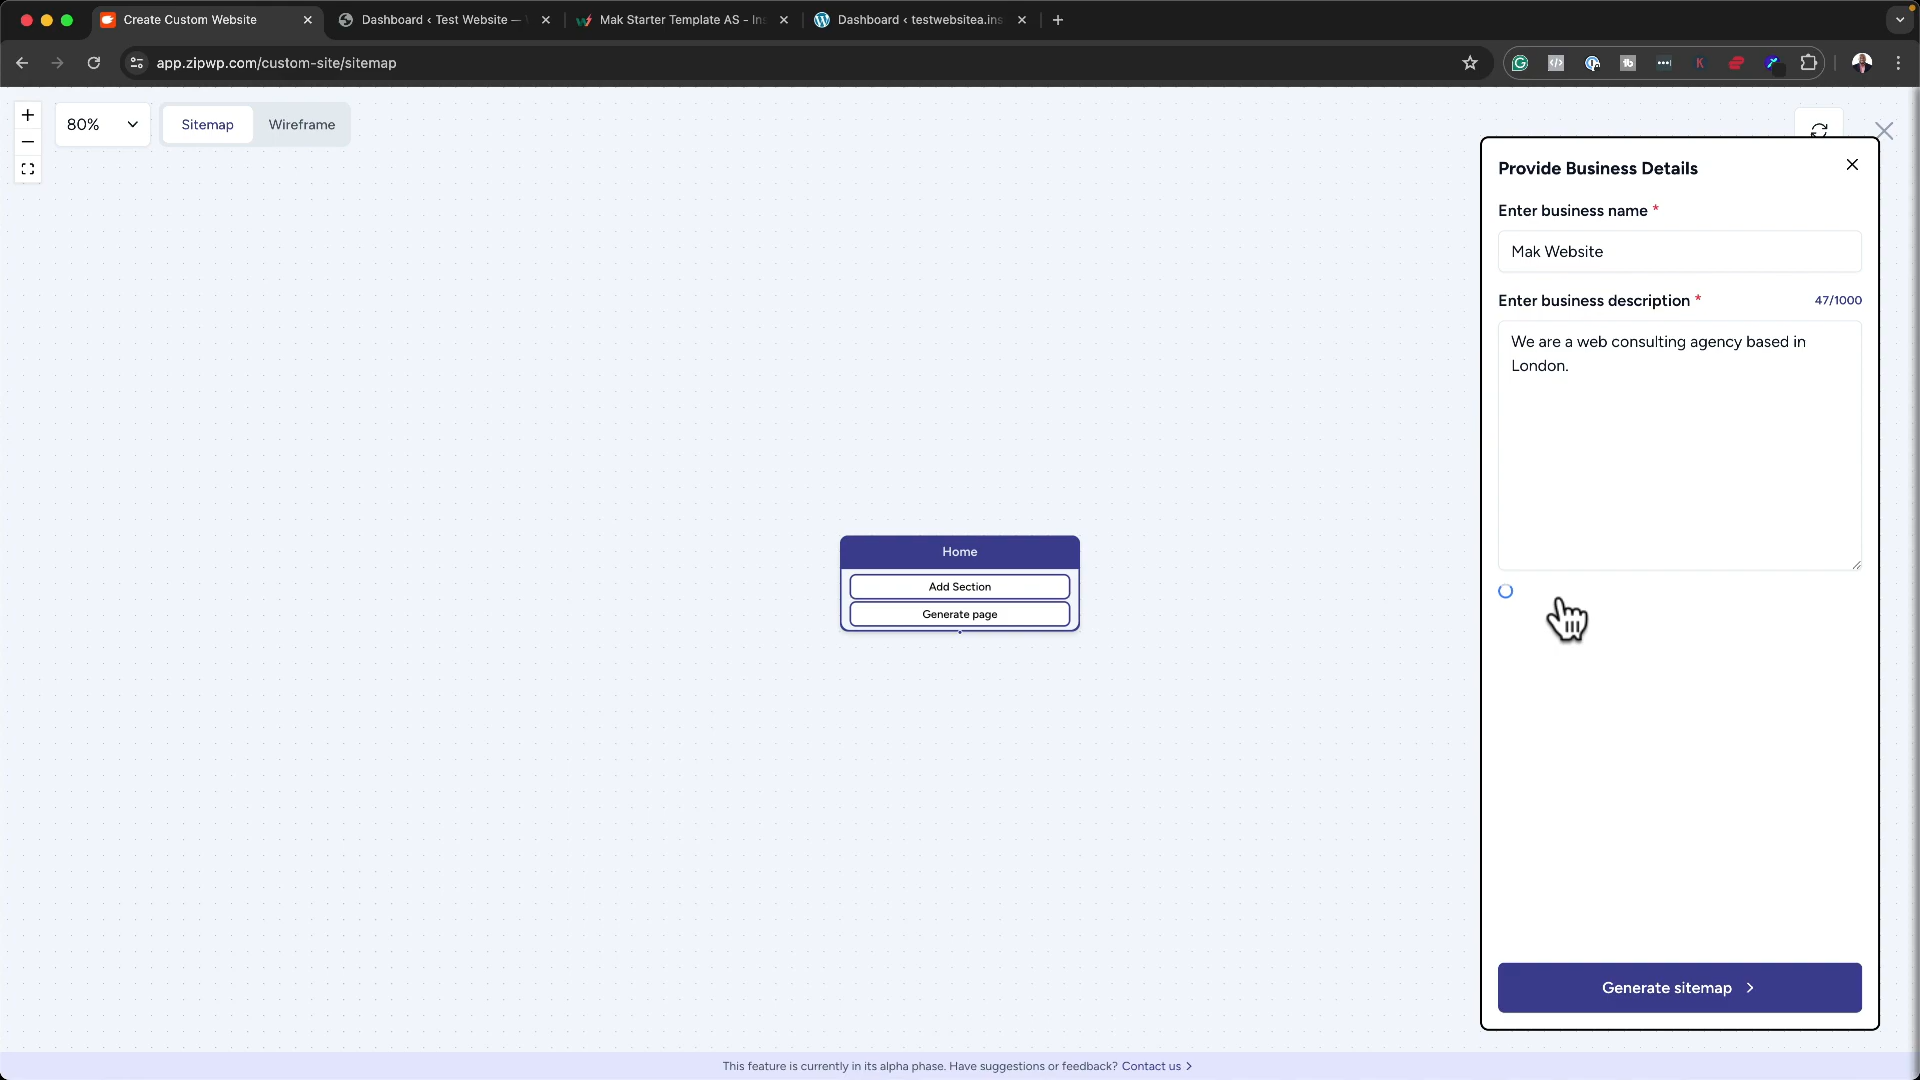 Create Custom Website
Dashboard ‹ Test Website —
Mak Starter Template AS - Ins
Dashboard ‹ testwebsitea.ins
app.zipwp.com/custom-site/sitemap
80%
Sitemap
Wireframe
Provide Business Details
Enter business name *
Mak Website
Enter business description *
47/1000
We are a web consulting agency based in
London.
Home
Add Section
Generate page
Generate sitemap
This feature is currently in its alpha phase. Have suggestions or feedback? Contact us